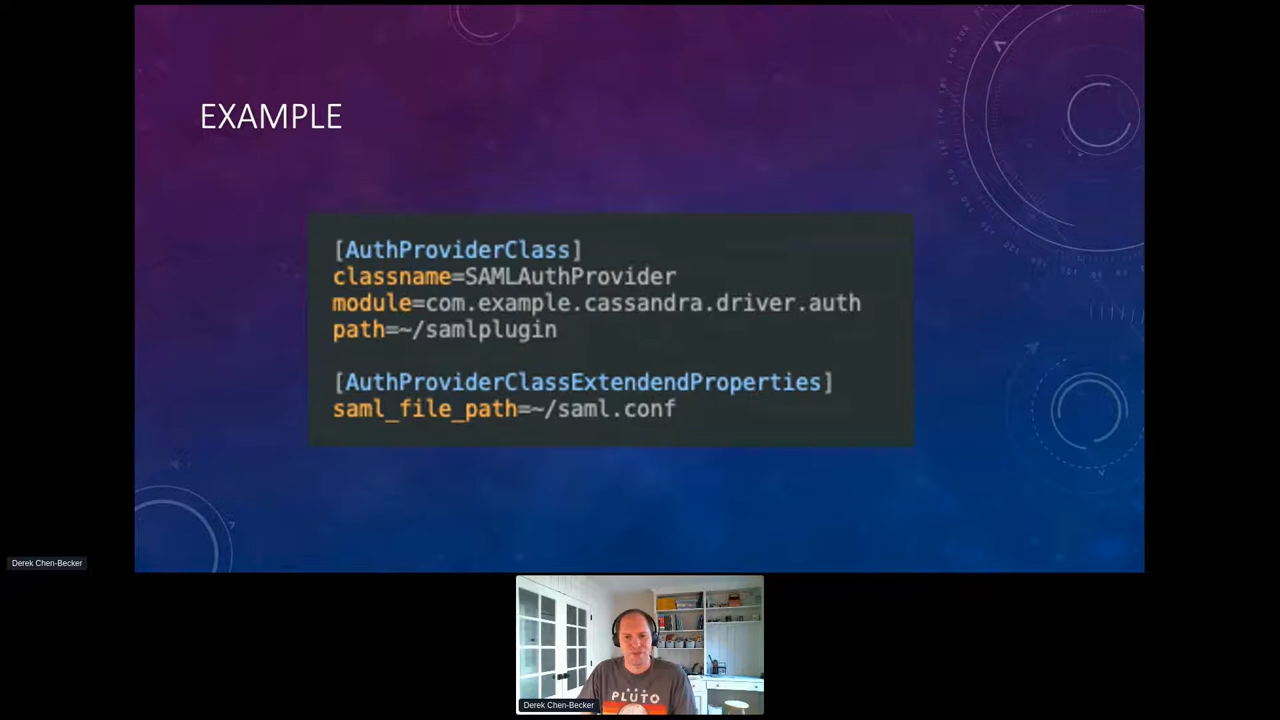 EXAMPLE
[AuthProviderClass]
classname=SAMLAuthProvider
module=com.example.cassandra.driver.auth
path=~/samlplugin
[AuthProviderClassExtendendProperties]
saml_file_path=~/saml.conf
Derek Chen-Becker
PLUTO
Derek Chen-Becker